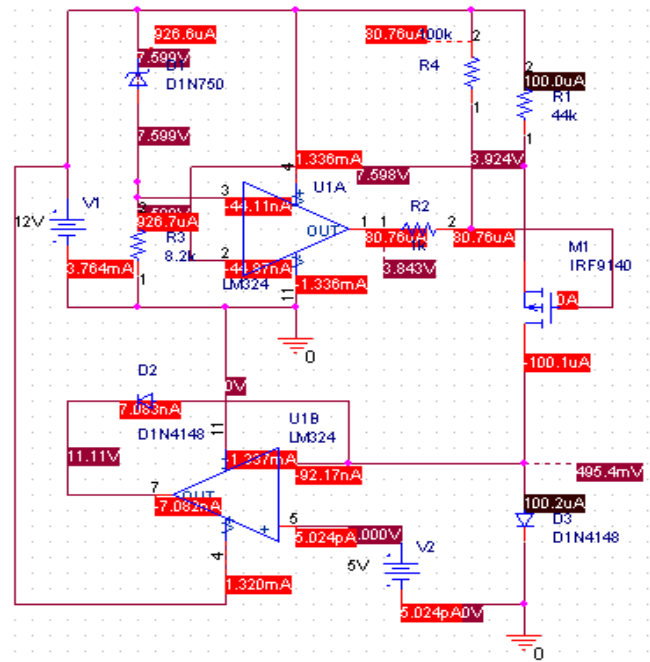 926.6uA
80.76uA
100k
2
7.599V
D1
R4
2
100.0uA
D1N750
R1
1
44k
1
7.599V
4
1.336mA
7.598V
3.924V
V1
3
U1A
12V
926.7uA
-44.11nA
R3
OUT
1
1
R2
2
8.2k
80.76uA
1k
80.76uA
M1
3.764mA
1
2
-44.87nA
3.843V
IRF9140
LM324
11
-1.336mA
0A
0
D2
-100.1uA
0V
7.083nA
D1N4148
11
U1B
LM324
11.11V
-1.337mA
-92.17nA
495.4mV
7
OUT
-7.082nA
100.2uA
5
D3
5.024pA
.000V
V2
D1N4148
4
5V
1.320mA
5.024pA
0V
0